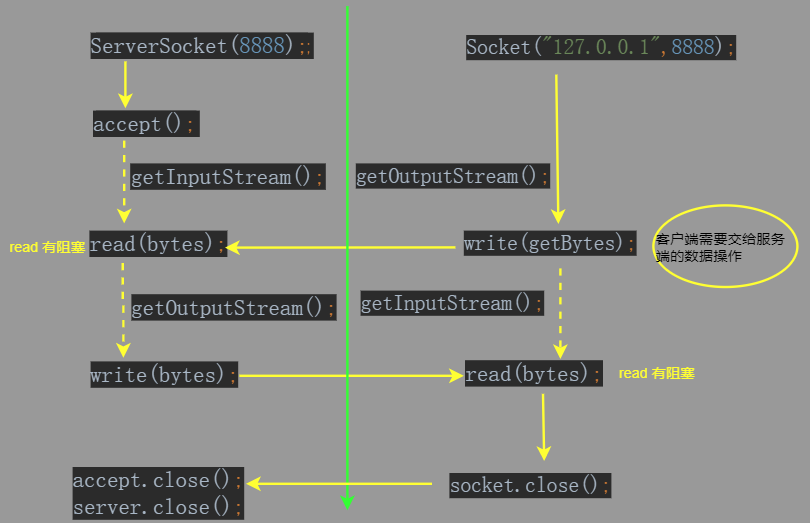 ServerSocket(8888);;
Socket("127.0.0.1",8888);
accept();
getInputStream();
getOutputStream();
read 有阻塞
read(bytes);
write(getBytes);
客户端需要交给服务
端的数据操作
getOutputStream();
getInputStream();
write(bytes);
read(bytes);
read 有阻塞
accept.close();
server.close();
socket.close();